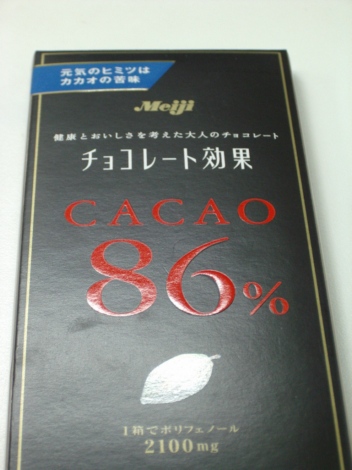 元気のヒミツは
カカオの苦味
Meiji
健康とおいしさを考えた大人のチョコレート
チョコレート効果
CACAO
86%
1箱でポリフェノール
2100mg